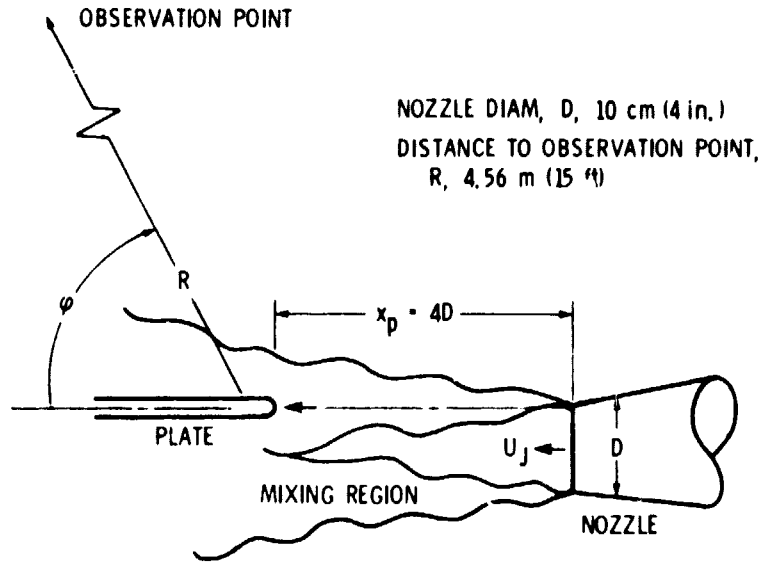 OBSERVATION POINT
NOZZLE DIAM, D, 10 cm (4 in.)
DISTANCE TO OBSERVATION POINT,
R, 4.56 m (15 ft)
R
φ
x_p = 4D
PLATE
U_J
D
MIXING REGION
NOZZLE